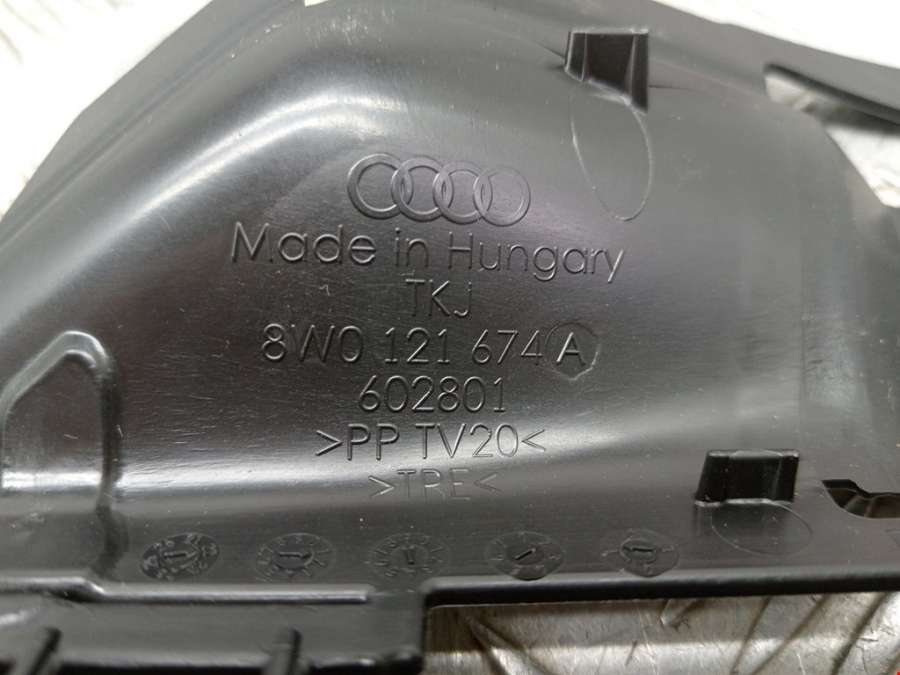 Made in Hungary
TKJ
8W0 121 674 A
602801
>PP TV20<
>TRE<